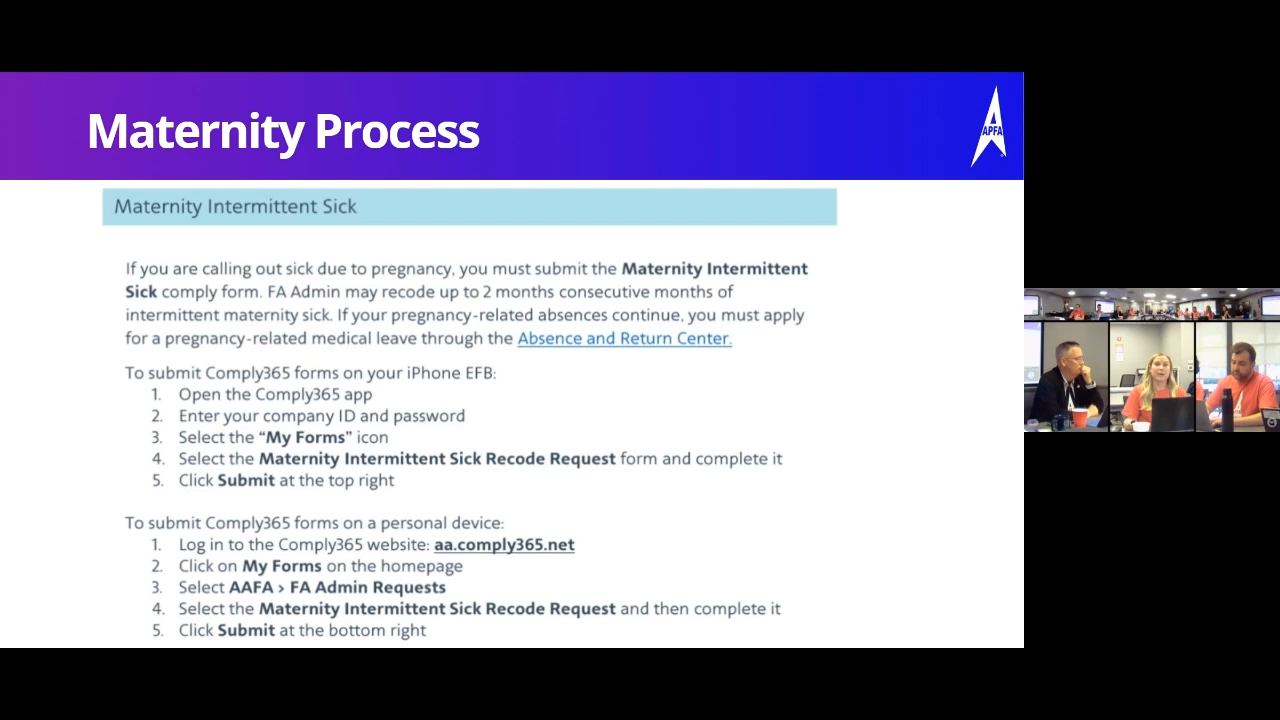 Maternity Process
APFA
Maternity Intermittent Sick
If you are calling out sick due to pregnancy, you must submit the Maternity Intermittent
Sick comply form. FA Admin may recode up to 2 months consecutive months of
intermittent maternity sick. If your pregnancy-related absences continue, you must apply
for a pregnancy-related medical leave through the Absence and Return Center.
To submit Comply365 forms on your iPhone EFB:
1. Open the Comply365 app
2. Enter your company ID and password
3. Select the “My Forms” icon
4. Select the Maternity Intermittent Sick Recode Request form and complete it
5. Click Submit at the top right
To submit Comply365 forms on a personal device:
1. Log in to the Comply365 website: aa.comply365.net
2. Click on My Forms on the homepage
3. Select AAFA > FA Admin Requests
4. Select the Maternity Intermittent Sick Recode Request and then complete it
5. Click Submit at the bottom right